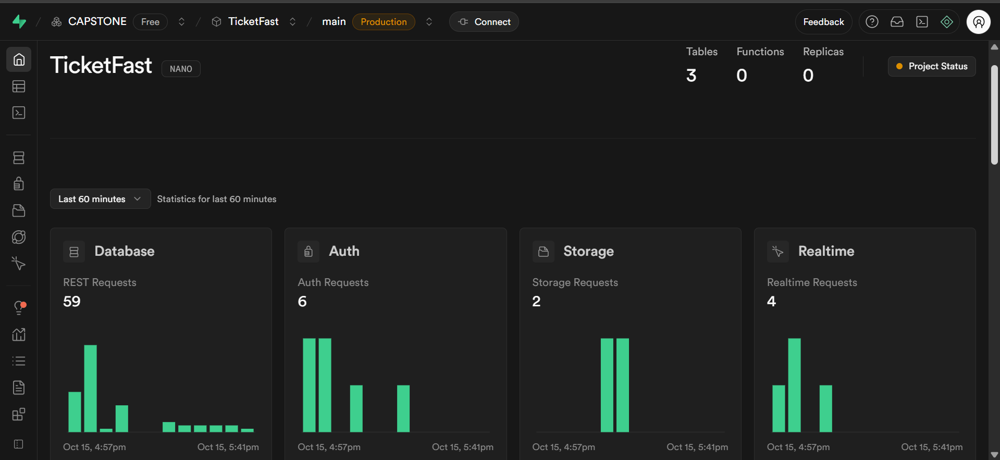 / CAPSTONE Free / TicketFast / main Production Connect Feedback
TicketFast NANO
Tables Functions Replicas
3 0 0
Project Status
Last 60 minutes Statistics for last 60 minutes
Database
REST Requests
59
Oct 15, 4:57pm Oct 15, 5:41pm
Auth
Auth Requests
6
Oct 15, 4:57pm Oct 15, 5:41pm
Storage
Storage Requests
2
Oct 15, 4:57pm Oct 15, 5:41pm
Realtime
Realtime Requests
4
Oct 15, 4:57pm Oct 15, 5:41pm